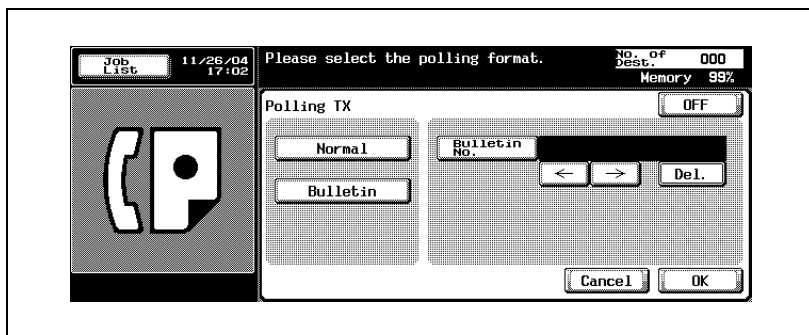 Job List
11/26/04
17:02
Please select the polling format.
No. of Dest. 000
Memory 99%
Polling TX
OFF
Normal
Bulletin No.
← → Del.
Bulletin
Cancel OK